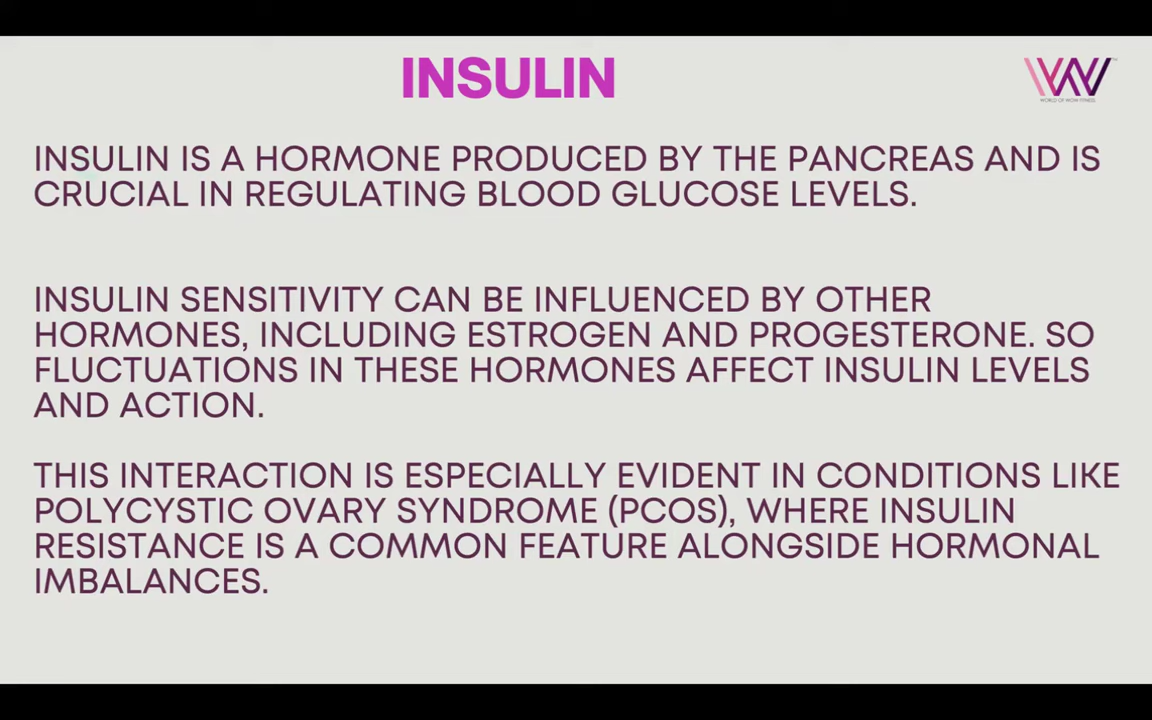 INSULIN
INSULIN IS A HORMONE PRODUCED BY THE PANCREAS AND IS
CRUCIAL IN REGULATING BLOOD GLUCOSE LEVELS.
INSULIN SENSITIVITY CAN BE INFLUENCED BY OTHER
HORMONES, INCLUDING ESTROGEN AND PROGESTERONE. SO
FLUCTUATIONS IN THESE HORMONES AFFECT INSULIN LEVELS
AND ACTION.
THIS INTERACTION IS ESPECIALLY EVIDENT IN CONDITIONS LIKE
POLYCYSTIC OVARY SYNDROME (PCOS), WHERE INSULIN
RESISTANCE IS A COMMON FEATURE ALONGSIDE HORMONAL
IMBALANCES.